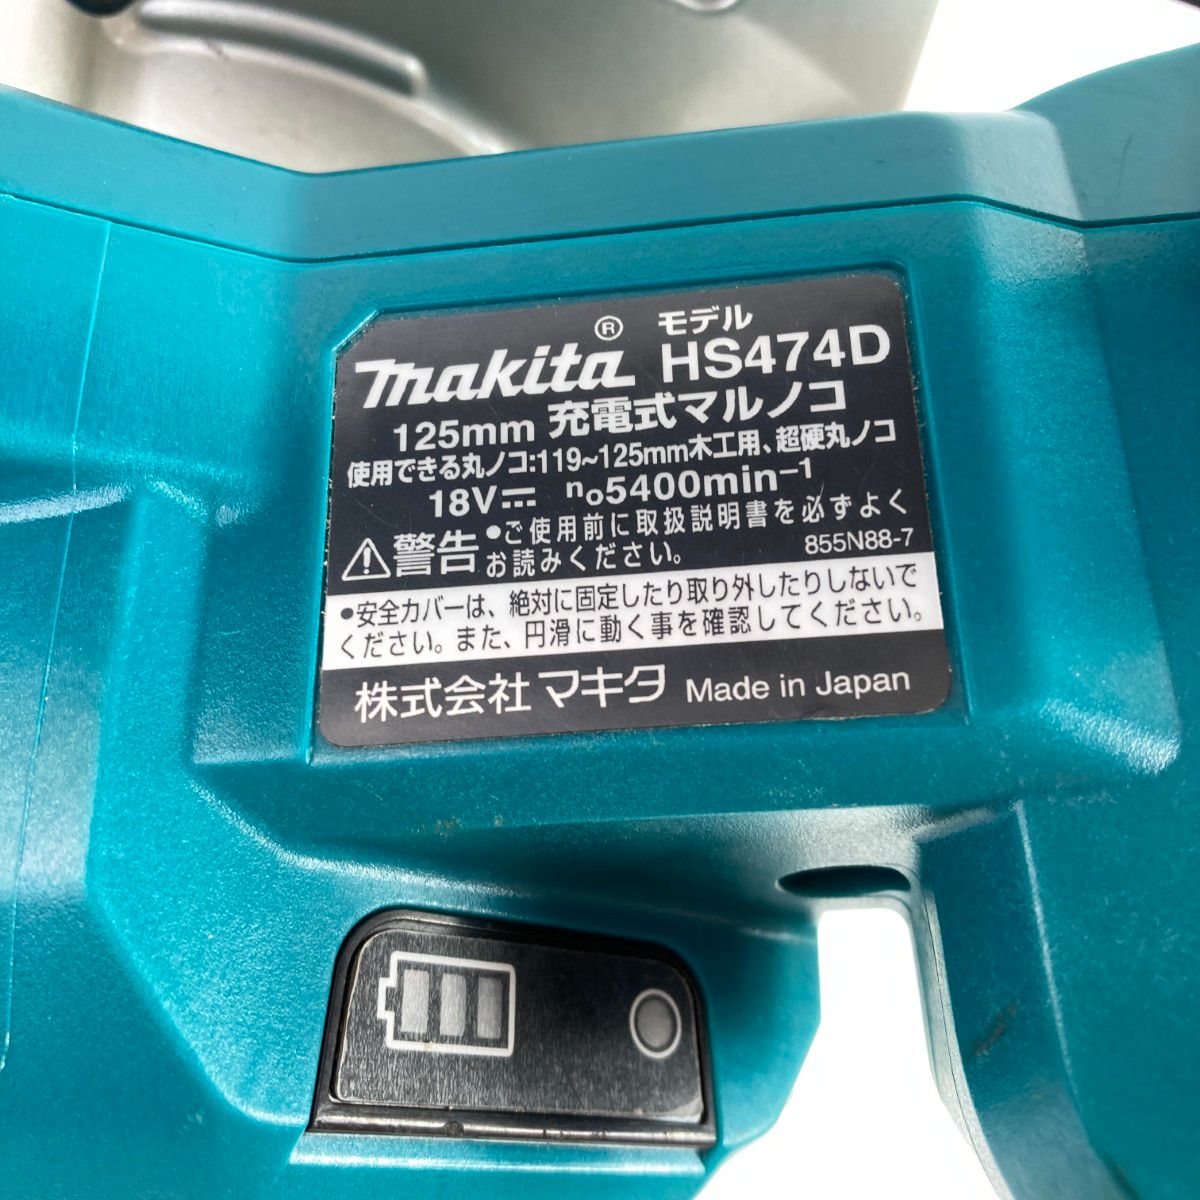 モデル
makita® HS474D
125mm 充電式マルノコ
使用できる丸ノコ:119~125mm木工用、超硬丸ノコ
18V⎓ no5400min−1
⚠警告 •ご使用前に取扱説明書を必ずよく
お読みください。 855N88-7
•安全カバーは、絶対に固定したり取り外したりしないで
ください。また、円滑に動く事を確認してください。
株式会社マキタ Made in Japan